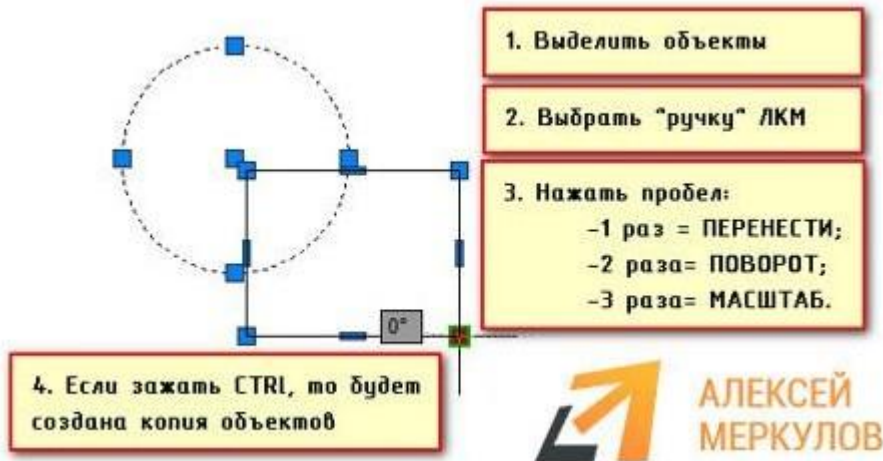 1. Выделить объекты
2. Выбрать "ручку" ЛКМ
3. Нажать пробел:
-1 раз = ПЕРЕНЕСТИ;
-2 раза= ПОВОРОТ;
-3 раза= МАСШТАБ.
0°
4. Если зажать CTRl, то будет
создана копия объектов
АЛЕКСЕЙ
МЕРКУЛОВ